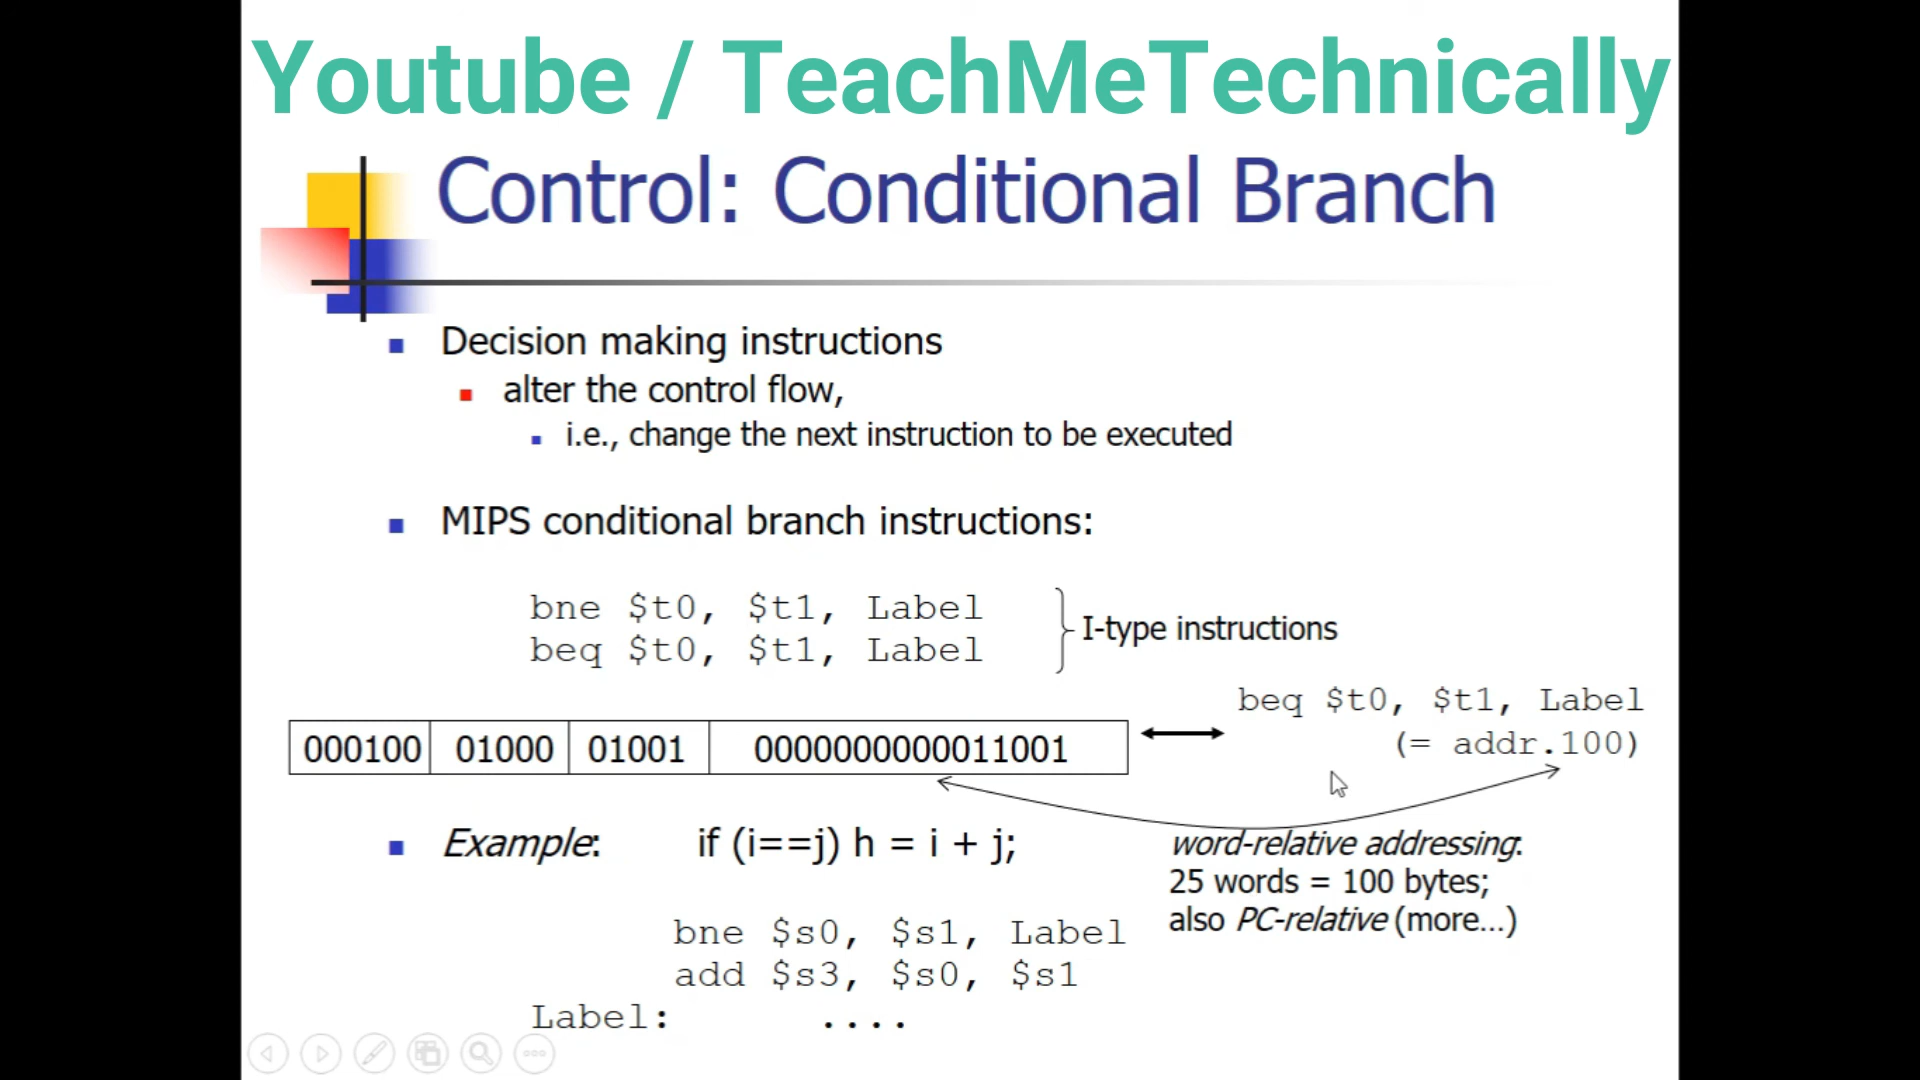 Youtube / TeachMeTechnically
Control: Conditional Branch
Decision making instructions
alter the control flow,
i.e., change the next instruction to be executed
MIPS conditional branch instructions:
bne $t0, $t1, Label
beq $t0, $t1, Label
I-type instructions
000100 01000 01001 0000000000011001
beq $t0, $t1, Label
(= addr.100)
word-relative addressing:
25 words = 100 bytes;
also PC-relative (more...)
Example: if (i==j) h = i + j;
bne $s0, $s1, Label
add $s3, $s0, $s1
Label: ....